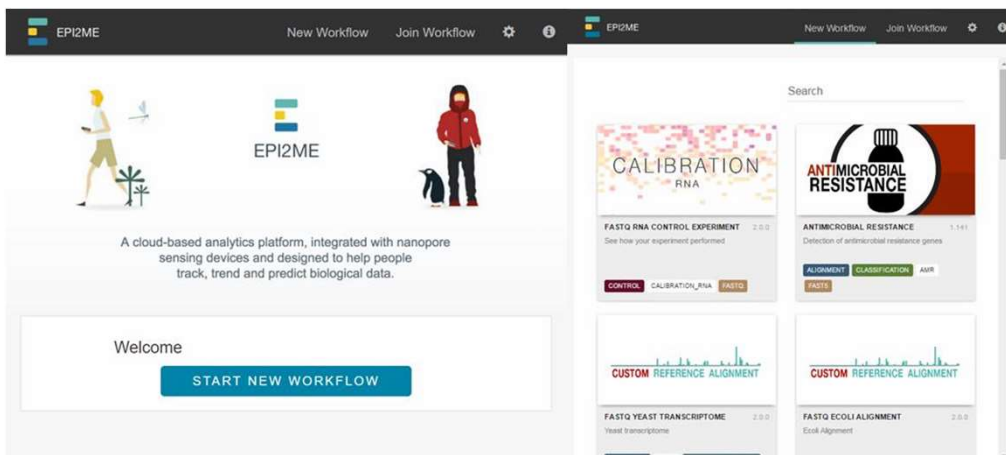 EPI2ME
New Workflow
Join Workflow
EPI2ME
A cloud-based analytics platform, integrated with nanopore
sensing devices and designed to help people
track, trend and predict biological data.
Welcome
START NEW WORKFLOW
EPI2ME
New Workflow
Join Workflow
Search
CALIBRATION
RNA
FASTQ RNA CONTROL EXPERIMENT 2.0.0
See how your experiment performed
CONTROL CALIBRATION_RNA FASTQ
ANTIMICROBIAL
RESISTANCE
ANTIMICROBIAL RESISTANCE 1.141
Detection of antimicrobial resistance genes
ALIGNMENT CLASSIFICATION AMR
FAST5
CUSTOM REFERENCE ALIGNMENT
FASTQ YEAST TRANSCRIPTOME 2.0.0
Yeast transcriptome
CUSTOM REFERENCE ALIGNMENT
FASTQ ECOLI ALIGNMENT 2.0.0
Ecoli Alignment